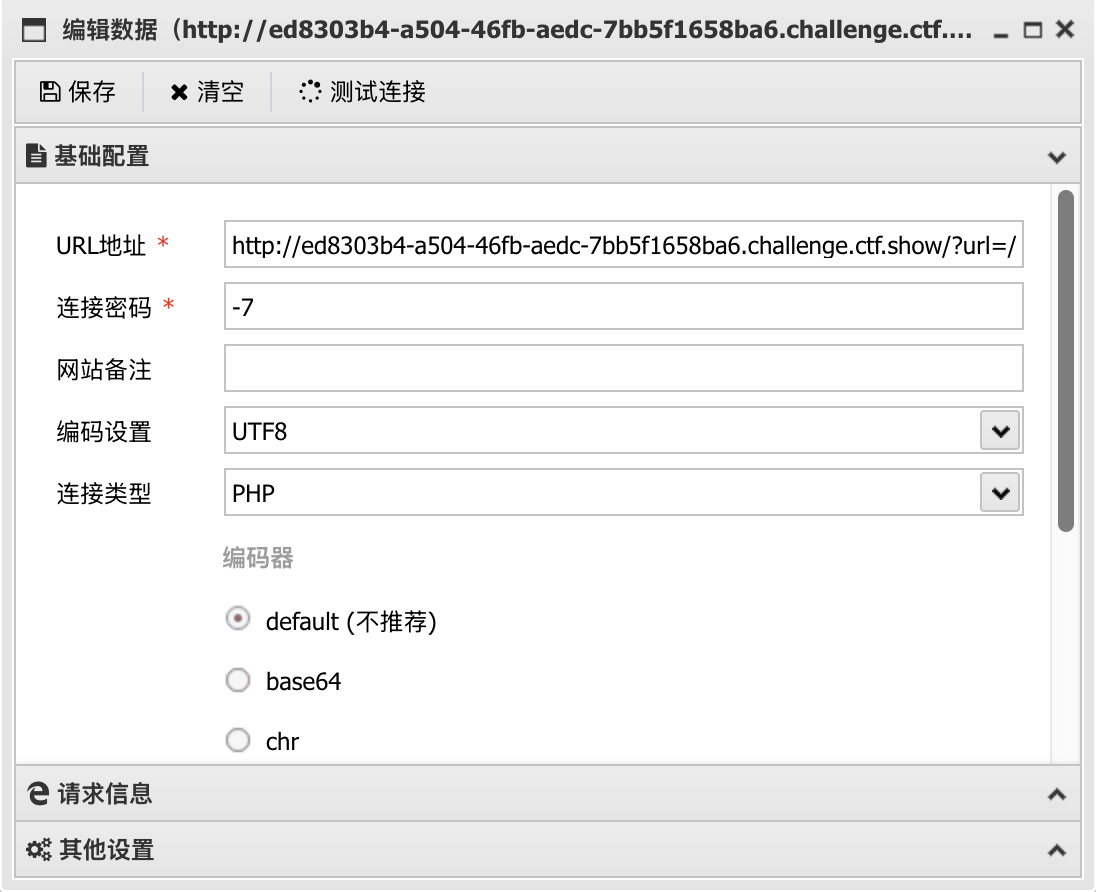 编辑数据（http://ed8303b4-a504-46fb-aedc-7bb5f1658ba6.challenge.ctf....
保存 清空 测试连接
基础配置
URL地址 * http://ed8303b4-a504-46fb-aedc-7bb5f1658ba6.challenge.ctf.show/?url=/
连接密码 * -7
网站备注
编码设置 UTF8
连接类型 PHP
编码器
default (不推荐)
base64
chr
请求信息
其他设置